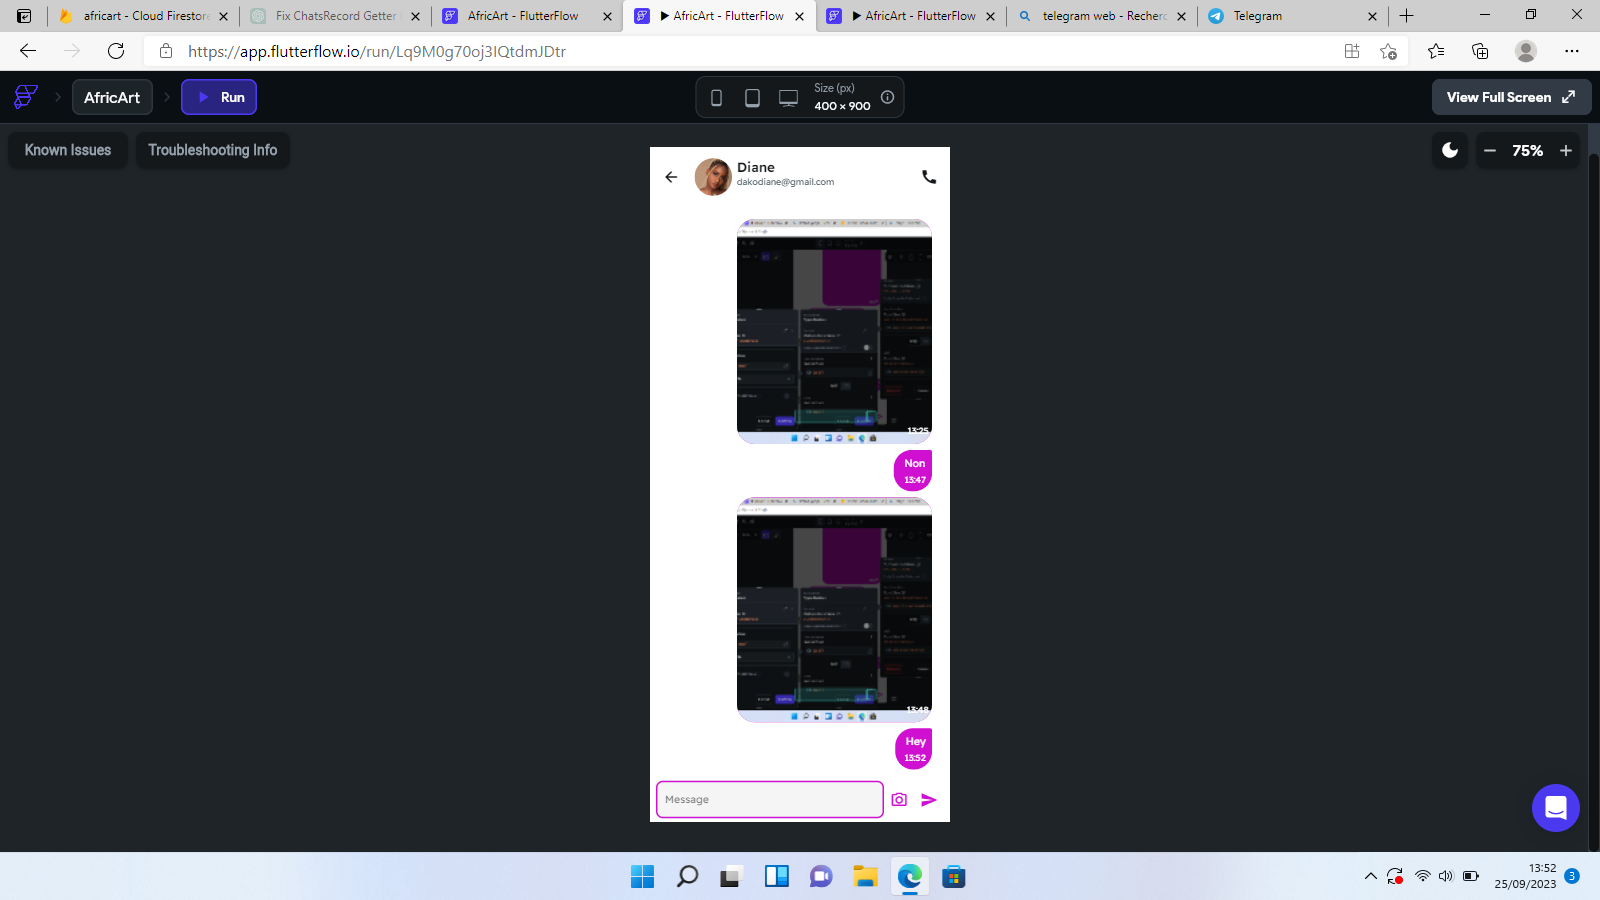 africart - Cloud Firestore
Fix ChatsRecord Getter
AfricArt - FlutterFlow
AfricArt - FlutterFlow
AfricArt - FlutterFlow
telegram web - Recherc
Telegram
https://app.flutterflow.io/run/Lq9M0g70oj3IQtdmJDtr
AfricArt
Run
Size (px)
400 × 900
View Full Screen
Known Issues
Troubleshooting Info
75%
Diane
dakodiane@gmail.com
13:25
Non
13:47
13:48
Hey
13:52
Message
13:52
25/09/2023
3